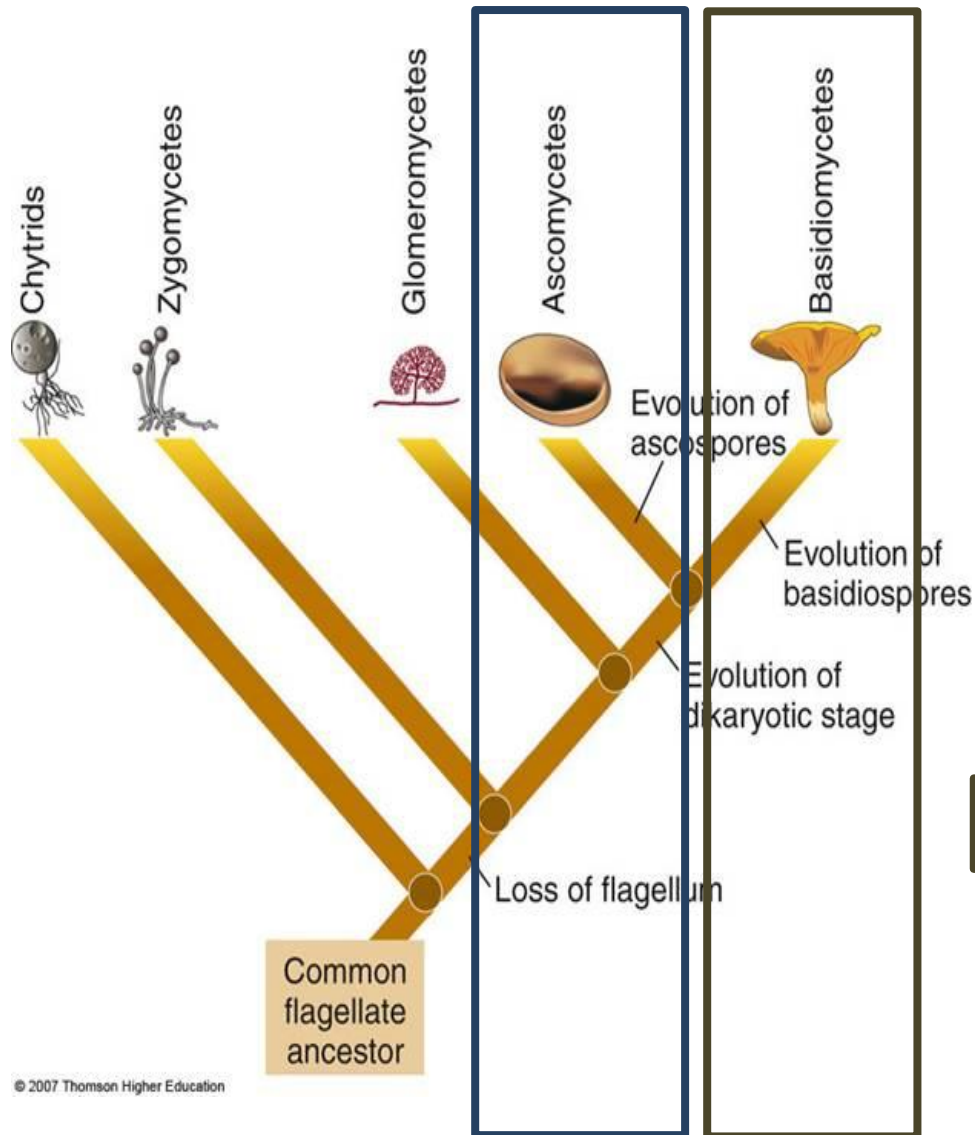 Chytrids
Zygomycetes
Glomeromycetes
Ascomycetes
Basidiomycetes
Evolution of
ascospores
Evolution of
basidiospores
Evolution of
dikaryotic stage
Loss of flagellum
Common
flagellate
ancestor
© 2007 Thomson Higher Education